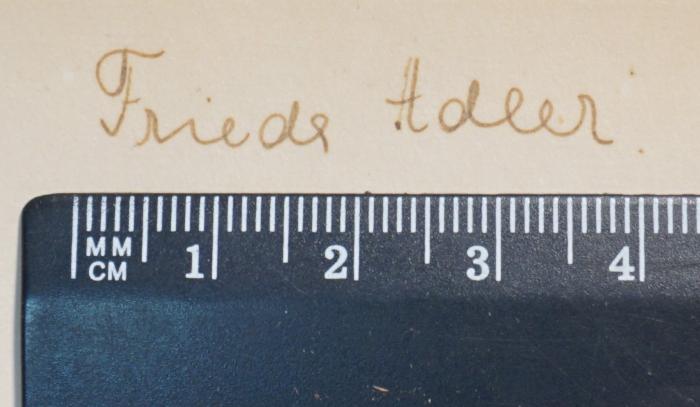 Frieda Adler.
MM
CM
1 2 3 4